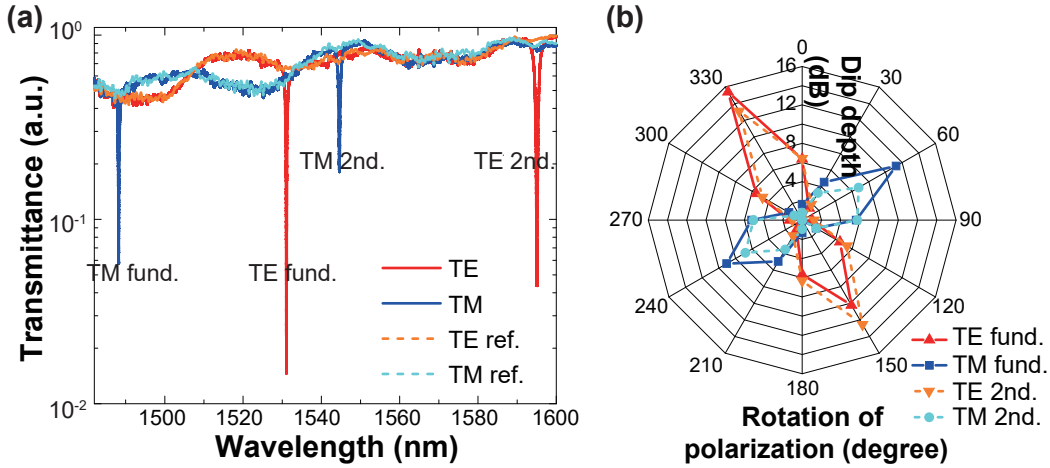 (a)
10^0
10^-1
10^-2
Transmittance (a.u.)
TM fund.
TE fund.
TM 2nd.
TE 2nd.
TE
TM
TE ref.
TM ref.
1500
1520
1540
1560
1580
1600
Wavelength (nm)
(b)
0
30
60
90
120
150
180
210
240
270
300
330
16
12
8
4
Dip depth
(dB)
TE fund.
TM fund.
TE 2nd.
TM 2nd.
Rotation of
polarization (degree)